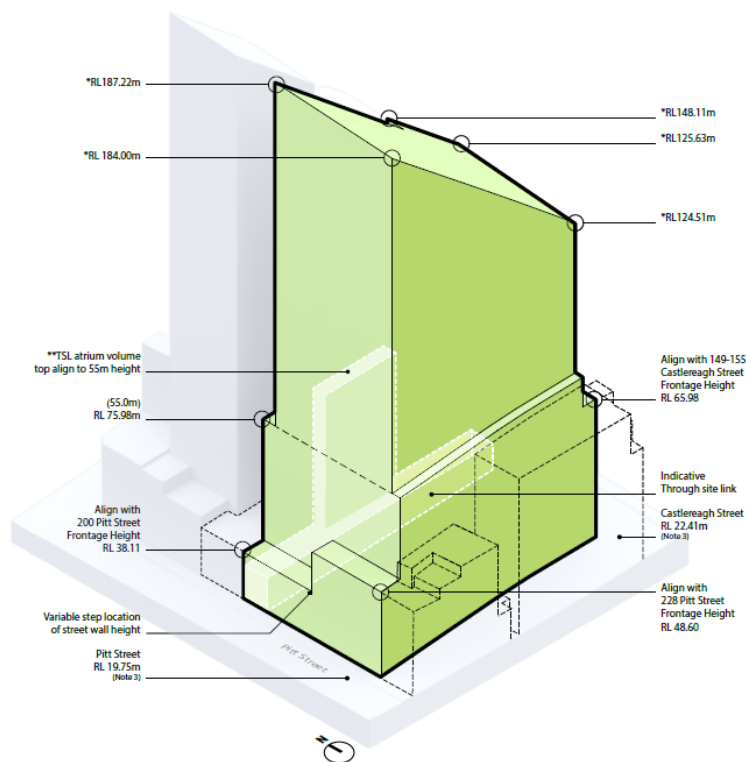 *RL187.22m
*RL148.11m
*RL125.63m
*RL 184.00m
*RL124.51m
**TSL atrium volume
top align to 55m height
Align with 149-155
Castlereagh Street
Frontage Height
RL 65.98
(55.0m)
RL 75.98m
Indicative
Through site link
Align with
200 Pitt Street
Frontage Height
RL 38.11
Castlereagh Street
RL 22.41m
(Note 3)
Align with
228 Pitt Street
Frontage Height
RL 48.60
Variable step location
of street wall height
Pitt Street
RL 19.75m
(Note 3)
Pitt Street
N